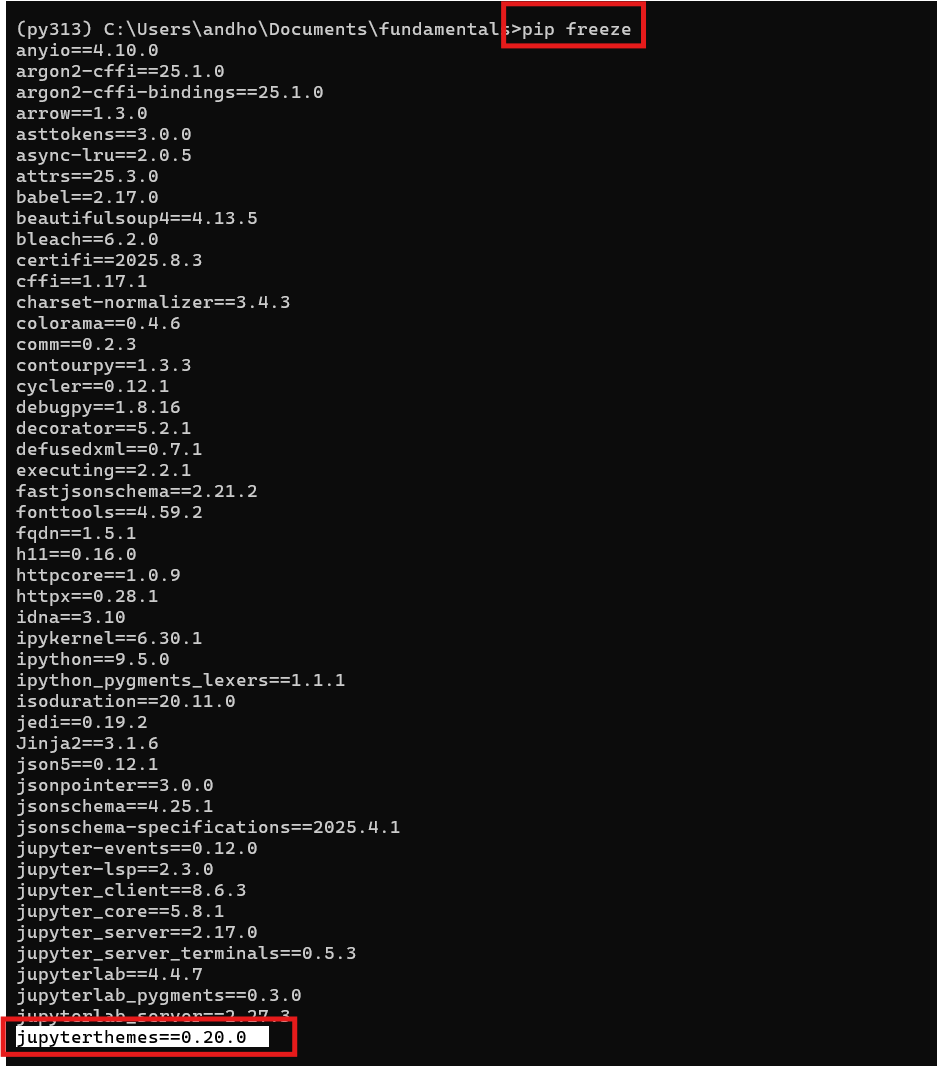 (py313) C:\Users\andho\Documents\fundamentals>pip freeze
anyio==4.10.0
argon2-cffi==25.1.0
argon2-cffi-bindings==25.1.0
arrow==1.3.0
asttokens==3.0.0
async-lru==2.0.5
attrs==25.3.0
babel==2.17.0
beautifulsoup4==4.13.5
bleach==6.2.0
certifi==2025.8.3
cffi==1.17.1
charset-normalizer==3.4.3
colorama==0.4.6
comm==0.2.3
contourpy==1.3.3
cycler==0.12.1
debugpy==1.8.16
decorator==5.2.1
defusedxml==0.7.1
executing==2.2.1
fastjsonschema==2.21.2
fonttools==4.59.2
fqdn==1.5.1
h11==0.16.0
httpcore==1.0.9
httpx==0.28.1
idna==3.10
ipykernel==6.30.1
ipython==9.5.0
ipython_pygments_lexers==1.1.1
isoduration==20.11.0
jedi==0.19.2
Jinja2==3.1.6
json5==0.12.1
jsonpointer==3.0.0
jsonschema==4.25.1
jsonschema-specifications==2025.4.1
jupyter-events==0.12.0
jupyter-lsp==2.3.0
jupyter_client==8.6.3
jupyter_core==5.8.1
jupyter_server==2.17.0
jupyter_server_terminals==0.5.3
jupyterlab==4.4.7
jupyterlab_pygments==0.3.0
jupyterlab_server==2.27.3
jupyterthemes==0.20.0